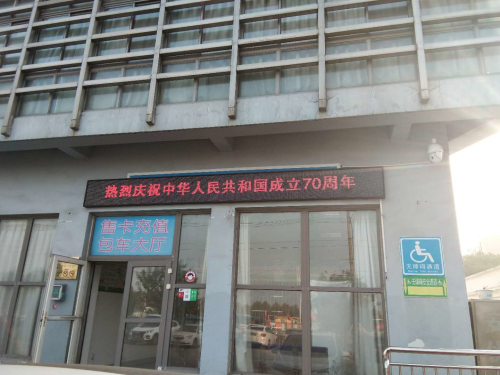 热烈庆祝中华人民共和国成立70周年
售卡充值
包车大厅
无障碍通道